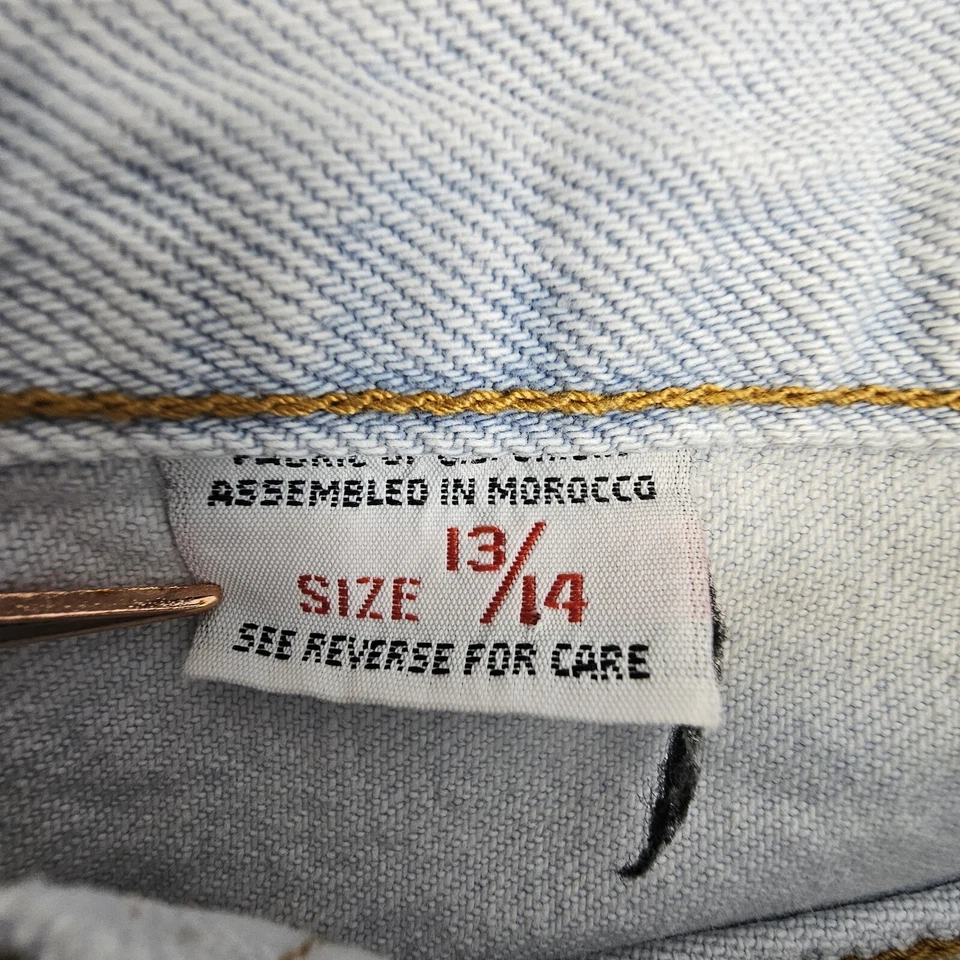 ASSEMBLED IN MOROCCO
SIZE 13/14
SEE REVERSE FOR CARE